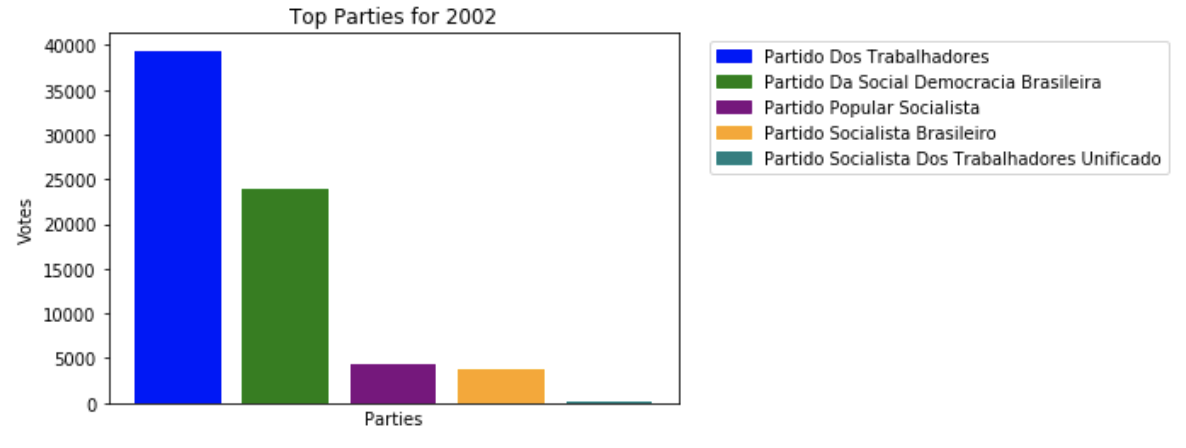 Top Parties for 2002
40000
35000
30000
25000
20000
15000
10000
5000
0
Votes
Parties
Partido Dos Trabalhadores
Partido Da Social Democracia Brasileira
Partido Popular Socialista
Partido Socialista Brasileiro
Partido Socialista Dos Trabalhadores Unificado